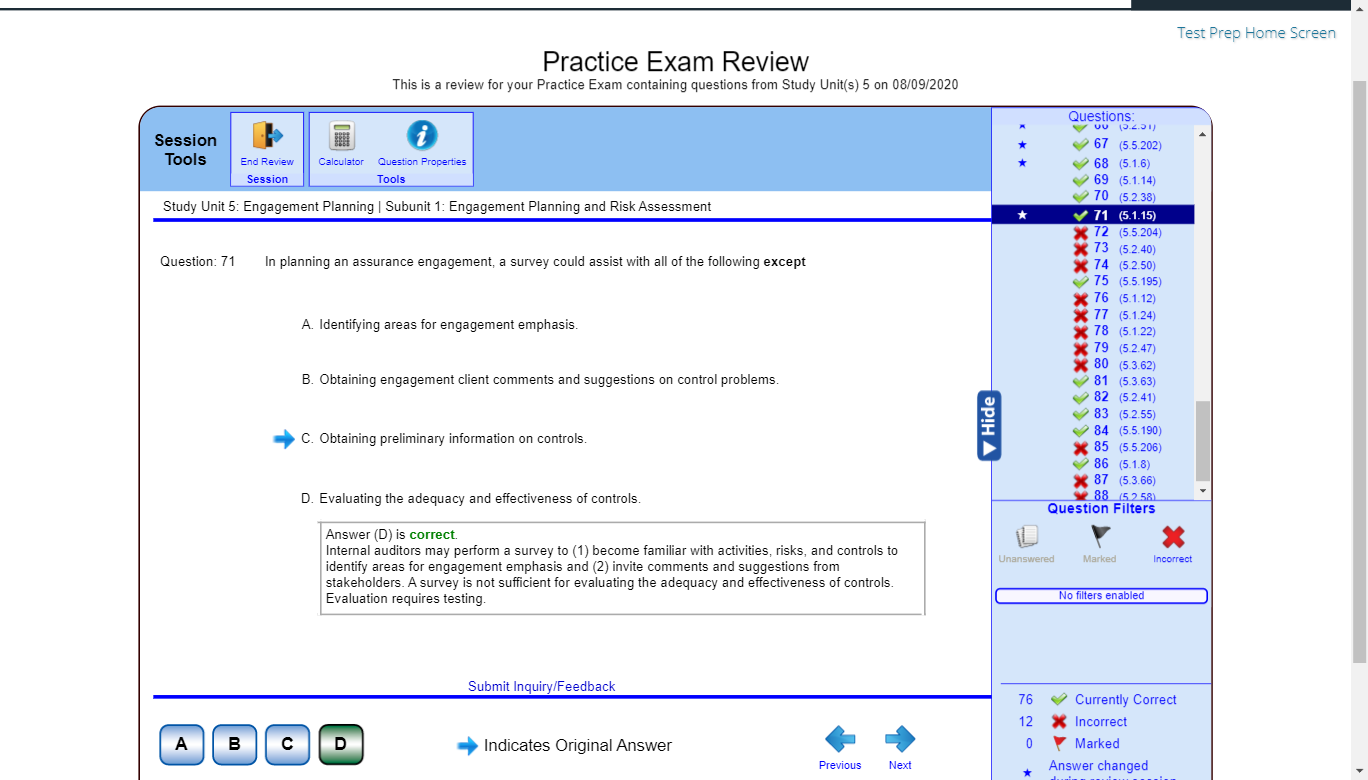 Test Prep Home Screen
Practice Exam Review
This is a review for your Practice Exam containing questions from Study Unit(s) 5 on 08/09/2020
Session
Tools
End Review
Session
Calculator
Question Properties
Tools
Study Unit 5: Engagement Planning | Subunit 1: Engagement Planning and Risk Assessment
Question: 71 In planning an assurance engagement, a survey could assist with all of the following except
A. Identifying areas for engagement emphasis.
B. Obtaining engagement client comments and suggestions on control problems.
C. Obtaining preliminary information on controls.
D. Evaluating the adequacy and effectiveness of controls.
Answer (D) is correct.
Internal auditors may perform a survey to (1) become familiar with activities, risks, and controls to
identify areas for engagement emphasis and (2) invite comments and suggestions from
stakeholders. A survey is not sufficient for evaluating the adequacy and effectiveness of controls.
Evaluation requires testing.
Submit Inquiry/Feedback
A B C D
Indicates Original Answer
Previous
Next
Hide
Questions:
67 (5.5.202)
68 (5.1.6)
69 (5.1.14)
70 (5.2.38)
71 (5.1.15)
72 (5.5.204)
73 (5.2.40)
74 (5.2.50)
75 (5.5.195)
76 (5.1.12)
77 (5.1.24)
78 (5.1.22)
79 (5.2.47)
80 (5.3.62)
81 (5.3.63)
82 (5.2.41)
83 (5.2.55)
84 (5.5.190)
85 (5.5.206)
86 (5.1.8)
87 (5.3.66)
88 (5.2.58)
Question Filters
Unanswered
Marked
Incorrect
No filters enabled
76 Currently Correct
12 Incorrect
0 Marked
Answer changed
during review session